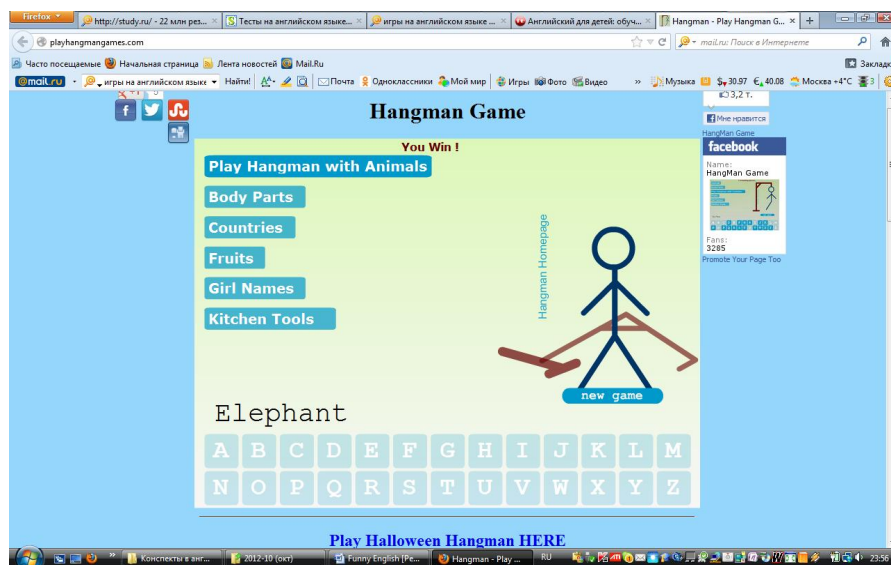 Firefox
http://study.ru/ - 22 млн рез...
Тесты на английском языке...
игры на английском языке ...
Английский для детей: обуч...
Hangman - Play Hangman G...
playhangmangames.com
mail.ru: Поиск в Интернете
Часто посещаемые
Начальная страница
Лента новостей
Mail.Ru
Закладк
@mail.ru
игры на английском языке
Найти!
Почта
Одноклассники
Мой мир
Игры
Фото
Видео
Музыка
$ 30.97
€ 40.08
Москва +4°C
3
Hangman Game
3,2 т.
Мне нравится
HangMan Game
facebook
Name:
HangMan Game
Fans:
3285
Promote Your Page Too
You Win !
Play Hangman with Animals
Body Parts
Countries
Fruits
Girl Names
Kitchen Tools
Hangman Homepage
new game
Elephant
A B C D E F G H I J K L M
N O P Q R S T U V W X Y Z
Play Halloween Hangman HERE
Конспекты в анг...
2012-10 (окт)
Funny English [Ре...
Hangman - Play ...
RU
23:56